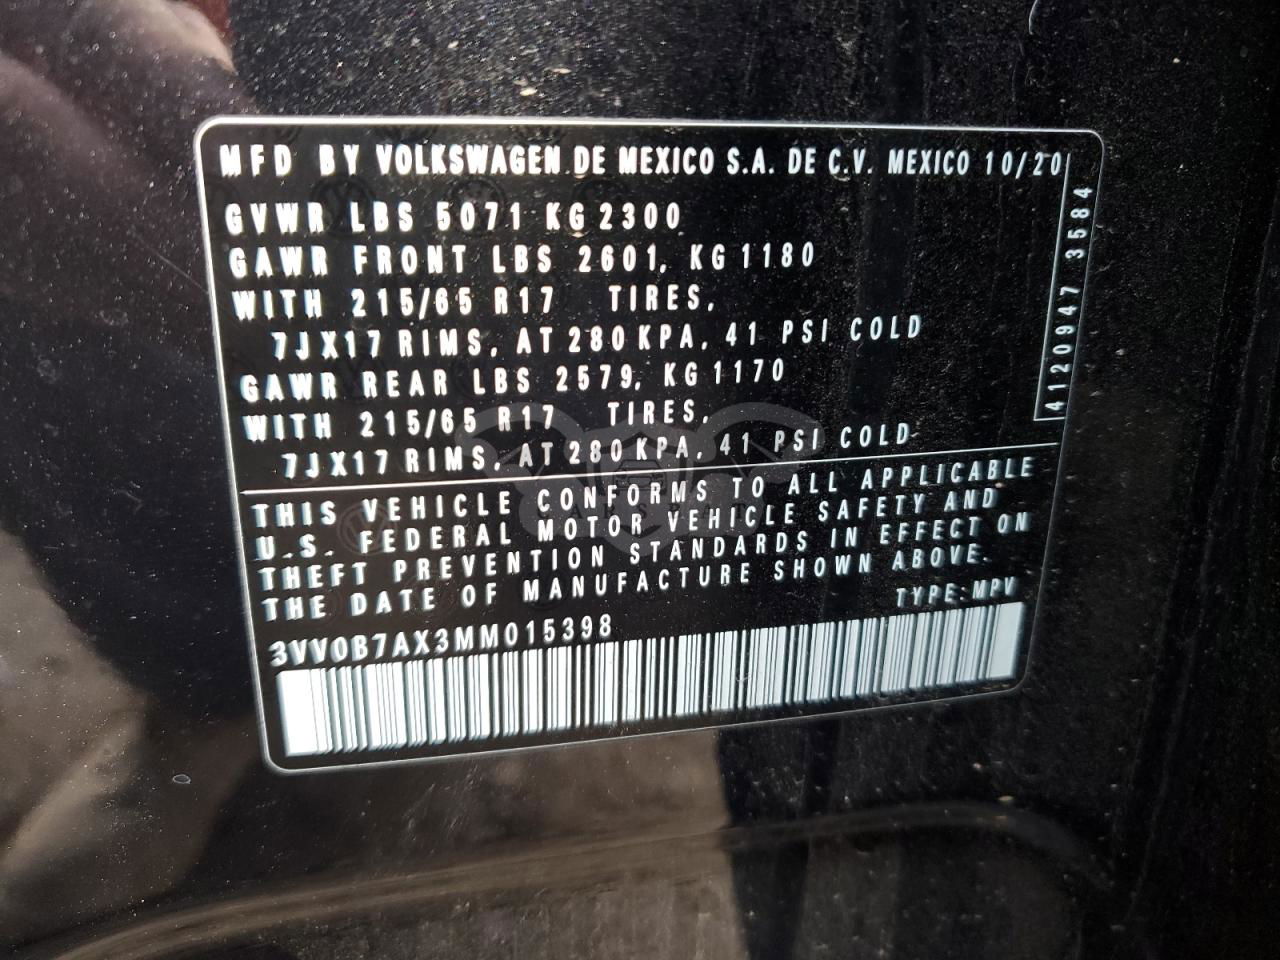 MFD BY VOLKSWAGEN DE MEXICO S.A. DE C.V. MEXICO 10/20
GVWR LBS 5071 KG 2300
GAWR FRONT LBS 2601, KG 1180
WITH 215/65 R17 TIRES,
7JX17 RIMS, AT 280 KPA, 41 PSI COLD
GAWR REAR LBS 2579, KG 1170
WITH 215/65 R17 TIRES,
7JX17 RIMS, AT 280 KPA, 41 PSI COLD
4120947 3584
THIS VEHICLE CONFORMS TO ALL APPLICABLE
U.S. FEDERAL MOTOR VEHICLE SAFETY AND
THEFT PREVENTION STANDARDS IN EFFECT ON
THE DATE OF MANUFACTURE SHOWN ABOVE.
TYPE: MPV
3VV0B7AX3MM015398